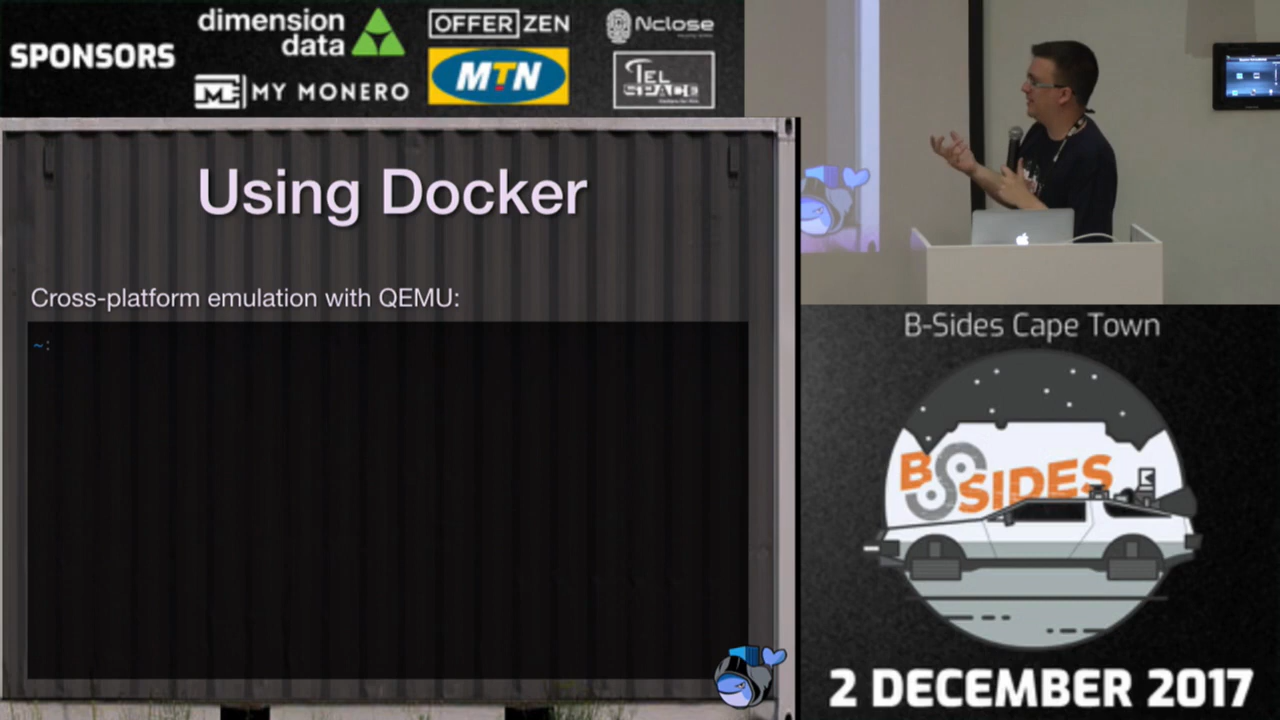 SPONSORS
dimension
data
MY MONERO
OFFERZEN
MTN
Nclose
TEL
SPACE
Using Docker
Cross-platform emulation with QEMU:
~:
B-Sides Cape Town
BSIDES
2 DECEMBER 2017